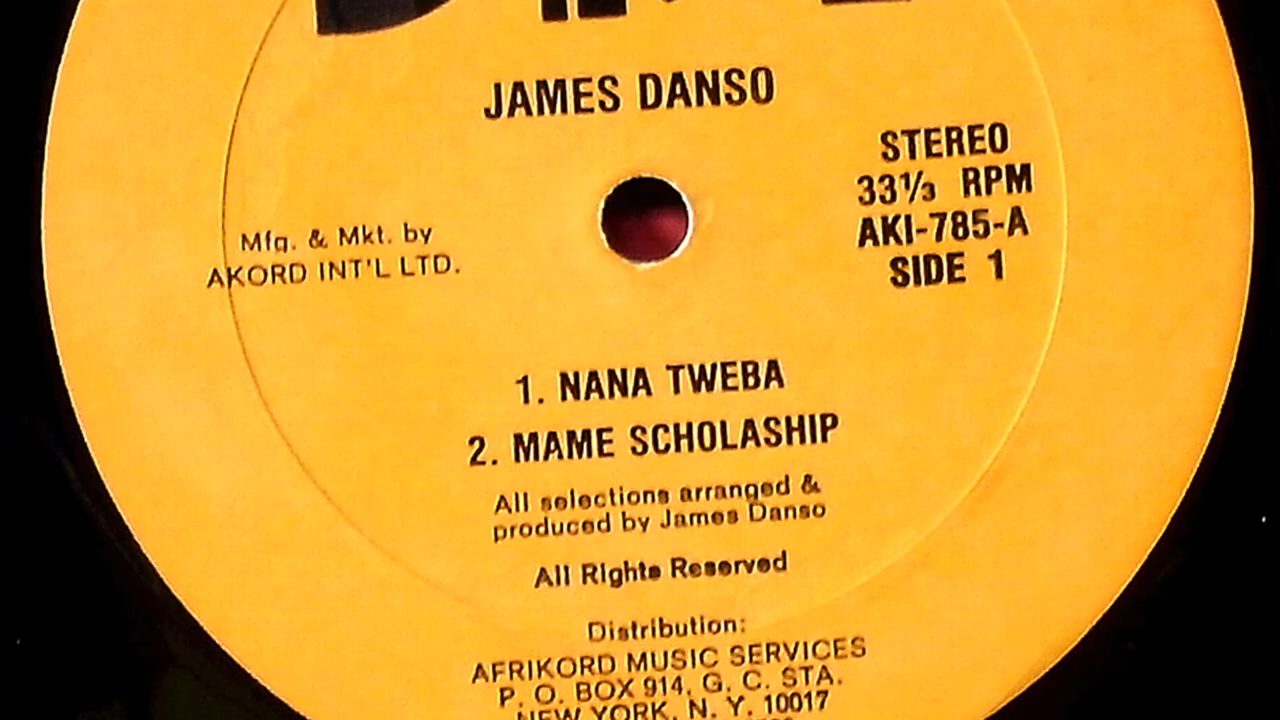 JAMES DANSO
STEREO
33⅓ RPM
AKI-785-A
SIDE 1
Mfg. & Mkt. by
AKORD INT'L LTD.
1. NANA TWEBA
2. MAME SCHOLASHIP
All selections arranged &
produced by James Danso
All Rights Reserved
Distribution:
AFRIKORD MUSIC SERVICES
P. O. BOX 914, G. C. STA.
NEW YORK, N. Y. 10017